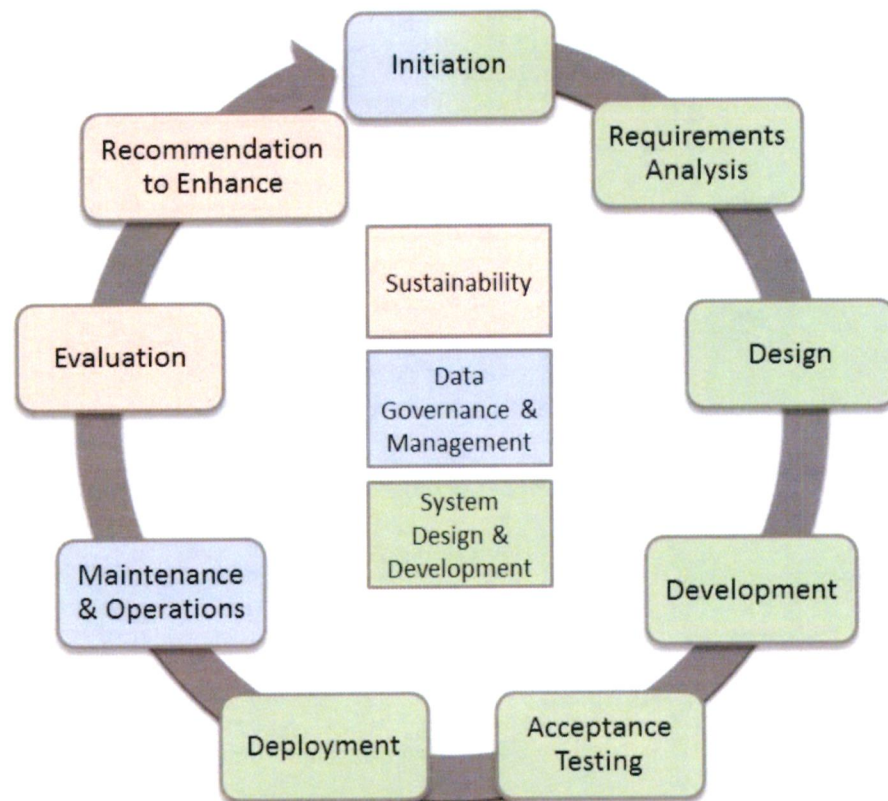 Initiation
Requirements
Analysis
Design
Development
Acceptance
Testing
Deployment
Maintenance
& Operations
Evaluation
Recommendation
to Enhance
Sustainability
Data
Governance &
Management
System
Design &
Development